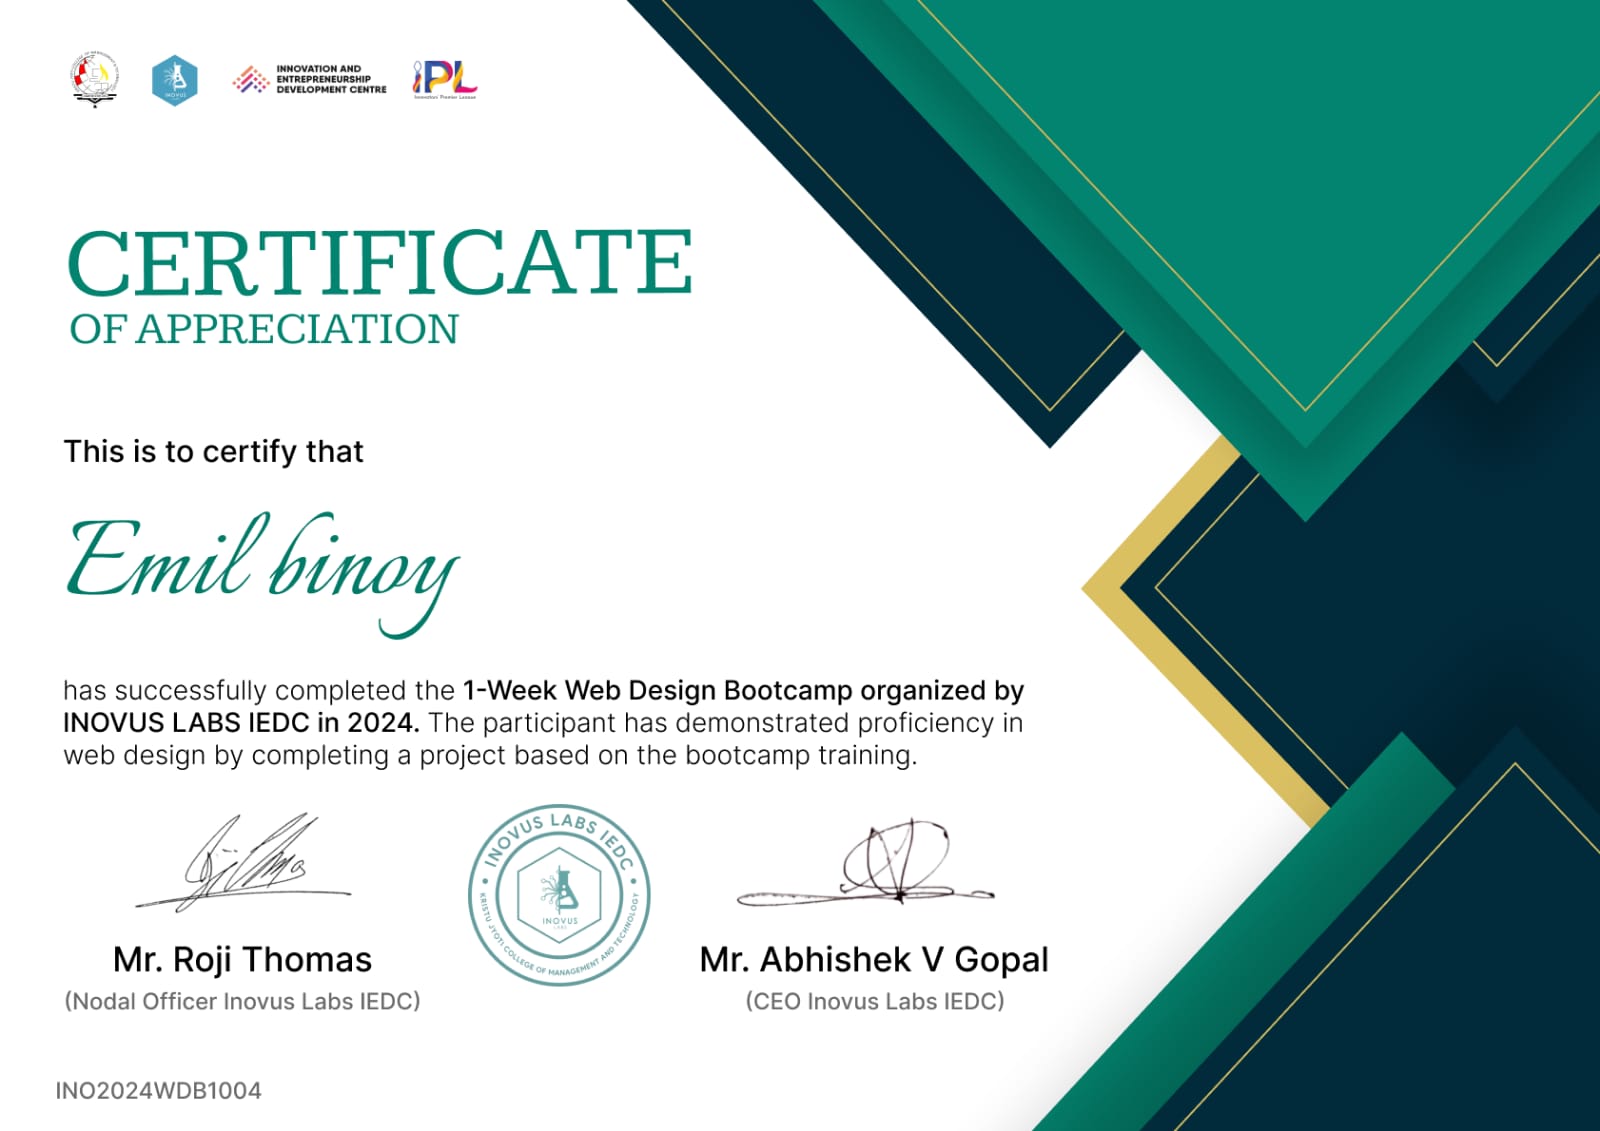 INOVUS
INNOVATION AND
ENTREPRENEURSHIP
DEVELOPMENT CENTRE
iPL
Innovators' Premier League
CERTIFICATE
OF APPRECIATION
This is to certify that
Emil binoy
has successfully completed the 1-Week Web Design Bootcamp organized by
INOVUS LABS IEDC in 2024. The participant has demonstrated proficiency in
web design by completing a project based on the bootcamp training.
INOVUS LABS IEDC
INOVUS
LABS
KRISTU JYOTI COLLEGE OF MANAGEMENT AND TECHNOLOGY
Mr. Roji Thomas
(Nodal Officer Inovus Labs IEDC)
Mr. Abhishek V Gopal
(CEO Inovus Labs IEDC)
INO2024WDB1004